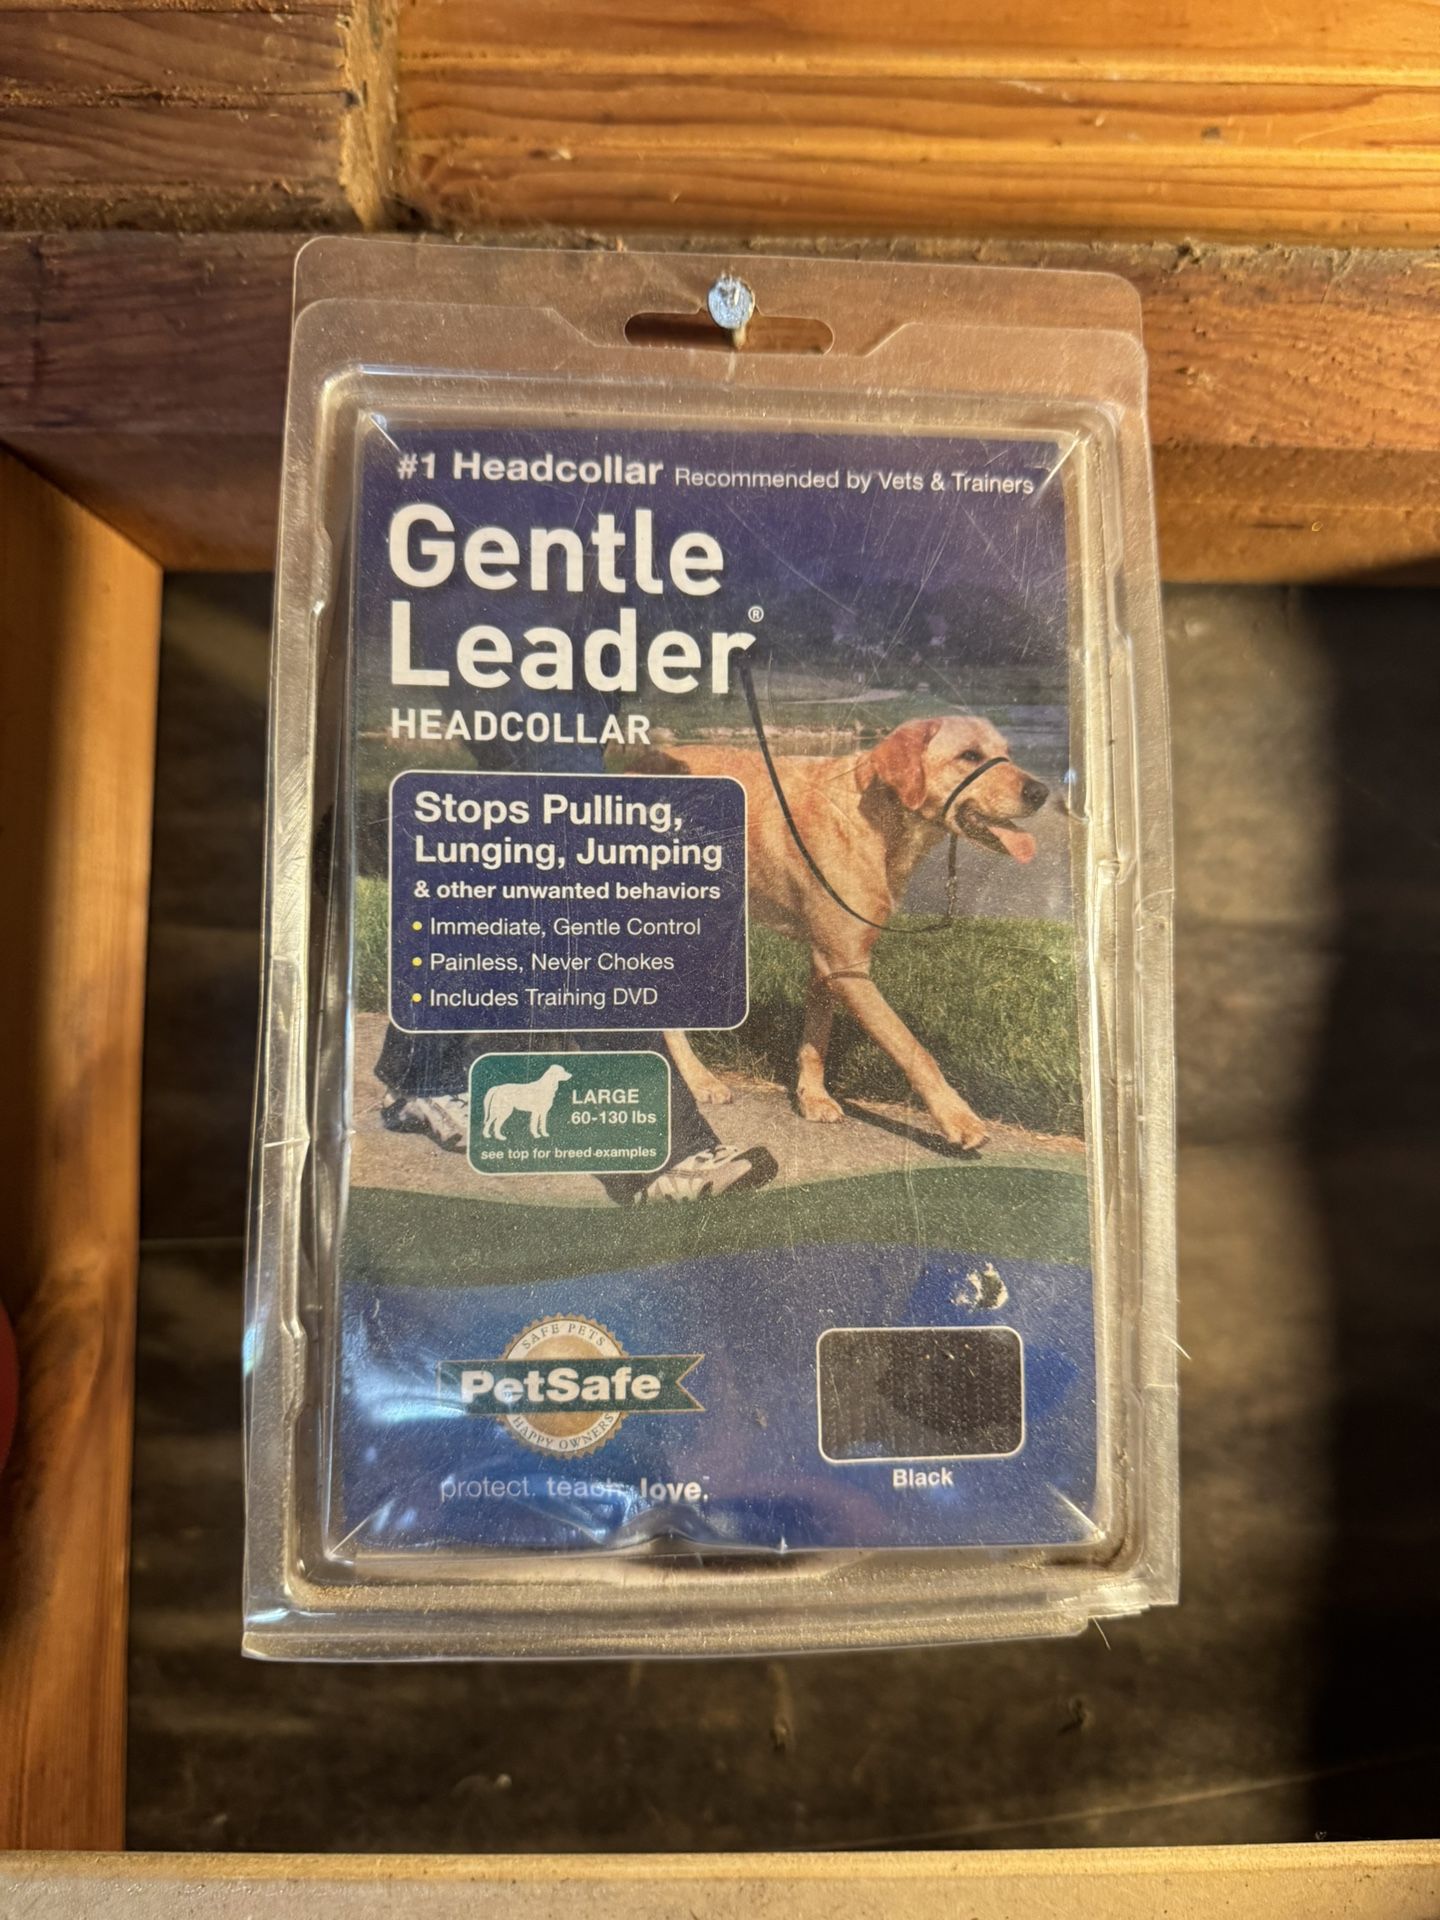 #1 Headcollar Recommended by Vets & Trainers
Gentle
Leader®
HEADCOLLAR
Stops Pulling,
Lunging, Jumping
& other unwanted behaviors
• Immediate, Gentle Control
• Painless, Never Chokes
• Includes Training DVD
LARGE
60-130 lbs
see top for breed examples
SAFE PETS
PetSafe®
HAPPY OWNERS
protect. teach. love.™
Black